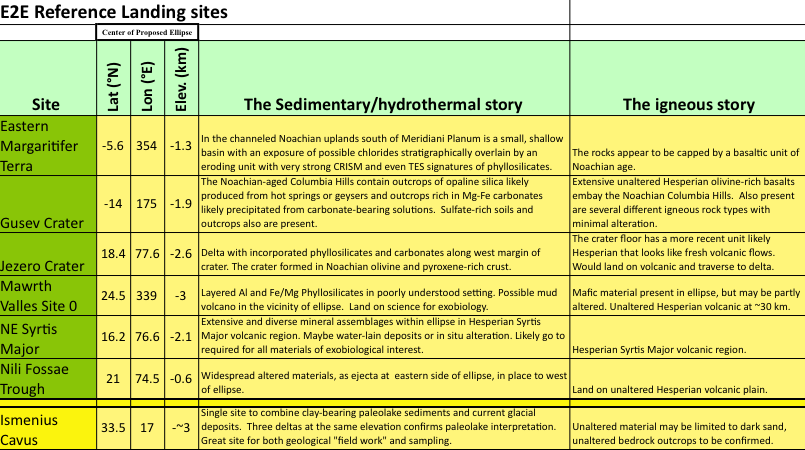 E2E Reference Landing sites
Center of Proposed Ellipse
Site
Lat (°N)
Lon (°E)
Elev. (km)
The Sedimentary/hydrothermal story
The igneous story
Eastern
Margaritifer
Terra
-5.6
354
-1.3
In the channeled Noachian uplands south of Meridiani Planum is a small, shallow
basin with an exposure of possible chlorides stratigraphically overlain by an
eroding unit with very strong CRISM and even TES signatures of phyllosilicates.
The rocks appear to be capped by a basaltic unit of
Noachian age.
Gusev Crater
-14
175
-1.9
The Noachian-aged Columbia Hills contain outcrops of opaline silica likely
produced from hot springs or geysers and outcrops rich in Mg-Fe carbonates
likely precipitated from carbonate-bearing solutions. Sulfate-rich soils and
outcrops also are present.
Extensive unaltered Hesperian olivine-rich basalts
embay the Noachian Columbia Hills. Also present
are several different igneous rock types with
minimal alteration.
Jezero Crater
18.4
77.6
-2.6
Delta with incorporated phyllosilicates and carbonates along west margin of
crater. The crater formed in Noachian olivine and pyroxene-rich crust.
The crater floor has a more recent unit likely
Hesperian that looks like fresh volcanic flows.
Would land on volcanic and traverse to delta.
Mawrth
Valles Site 0
24.5
339
-3
Layered Al and Fe/Mg Phyllosilicates in poorly understood setting. Possible mud
volcano in the vicinity of ellipse. Land on science for exobiology.
Mafic material present in ellipse, but may be partly
altered. Unaltered Hesperian volcanic at ~30 km.
NE Syrtis
Major
16.2
76.6
-2.1
Extensive and diverse mineral assemblages within ellipse in Hesperian Syrtis
Major volcanic region. Maybe water-lain deposits or in situ alteration. Likely go to
required for all materials of exobiological interest.
Hesperian Syrtis Major volcanic region.
Nili Fossae
Trough
21
74.5
-0.6
Widespread altered materials, as ejecta at eastern side of ellipse, in place to west
of ellipse.
Land on unaltered Hesperian volcanic plain.
Ismenius
Cavus
33.5
17
-~3
Single site to combine clay-bearing paleolake sediments and current glacial
deposits. Three deltas at the same elevation confirms paleolake interpretation.
Great site for both geological "field work" and sampling.
Unaltered material may be limited to dark sand,
unaltered bedrock outcrops to be confirmed.